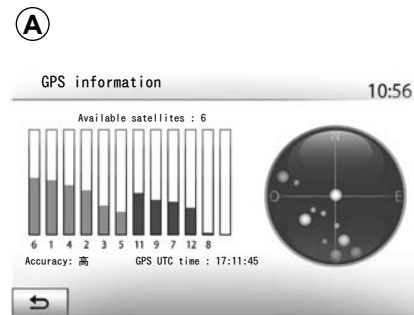 A
GPS information
10:56
Available satellites : 6
N
O
E
6 1 4 2 3 5 11 9 7 12 8
Accuracy: 高 GPS UTC time : 17:11:45